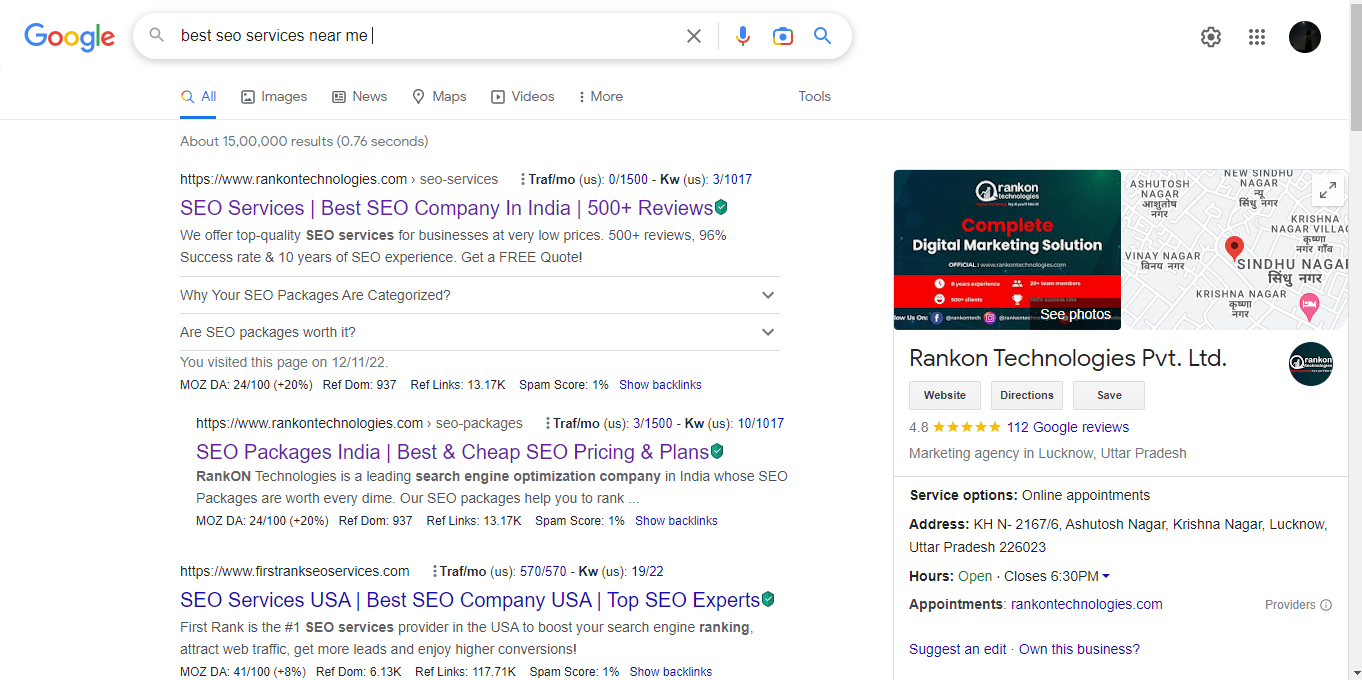 Google
best seo services near me
All
Images
News
Maps
Videos
More
Tools
About 15,00,000 results (0.76 seconds)
https://www.rankontechnologies.com › seo-services
Traf/mo (us): 0/1500 - Kw (us): 3/1017
SEO Services | Best SEO Company In India | 500+ Reviews
We offer top-quality SEO services for businesses at very low prices. 500+ reviews, 96%
Success rate & 10 years of SEO experience. Get a FREE Quote!
Why Your SEO Packages Are Categorized?
Are SEO packages worth it?
You visited this page on 12/11/22.
MOZ DA: 24/100 (+20%) Ref Dom: 937 Ref Links: 13.17K Spam Score: 1% Show backlinks
https://www.rankontechnologies.com › seo-packages
Traf/mo (us): 3/1500 - Kw (us): 10/1017
SEO Packages India | Best & Cheap SEO Pricing & Plans
RankON Technologies is a leading search engine optimization company in India whose SEO
Packages are worth every dime. Our SEO packages help you to rank ...
MOZ DA: 24/100 (+20%) Ref Dom: 937 Ref Links: 13.17K Spam Score: 1% Show backlinks
https://www.firstrankseoservices.com
Traf/mo (us): 570/570 - Kw (us): 19/22
SEO Services USA | Best SEO Company USA | Top SEO Experts
First Rank is the #1 SEO services provider in the USA to boost your search engine ranking,
attract web traffic, get more leads and enjoy higher conversions!
MOZ DA: 41/100 (+8%) Ref Dom: 6.13K Ref Links: 117.71K Spam Score: 1% Show backlinks
rankon
technologies
Complete
Digital Marketing Solution
OFFICIAL : www.rankontechnologies.com
6 years experience
500+ clients
team members
low Us On:
@rankontech
See photos
ASHUTOSH
NAGAR
आशुतोष
नगर
NEW SINDHU
NAGAR
न्यू
सिंधु नगर
KRISHNA
NAGAR VILLAG
कृष्णा
नगर गाँव
VINAY NAGAR
विनय नगर
SINDHU NAGAR
सिंधु नगर
KRISHNA NAGAR
कृष्णा
नगर
Rankon Technologies Pvt. Ltd.
rankon
technologies
Website
Directions
Save
4.8
112 Google reviews
Marketing agency in Lucknow, Uttar Pradesh
Service options: Online appointments
Address: KH N- 2167/6, Ashutosh Nagar, Krishna Nagar, Lucknow,
Uttar Pradesh 226023
Hours: Open · Closes 6:30PM
Appointments: rankontechnologies.com
Providers
Suggest an edit · Own this business?